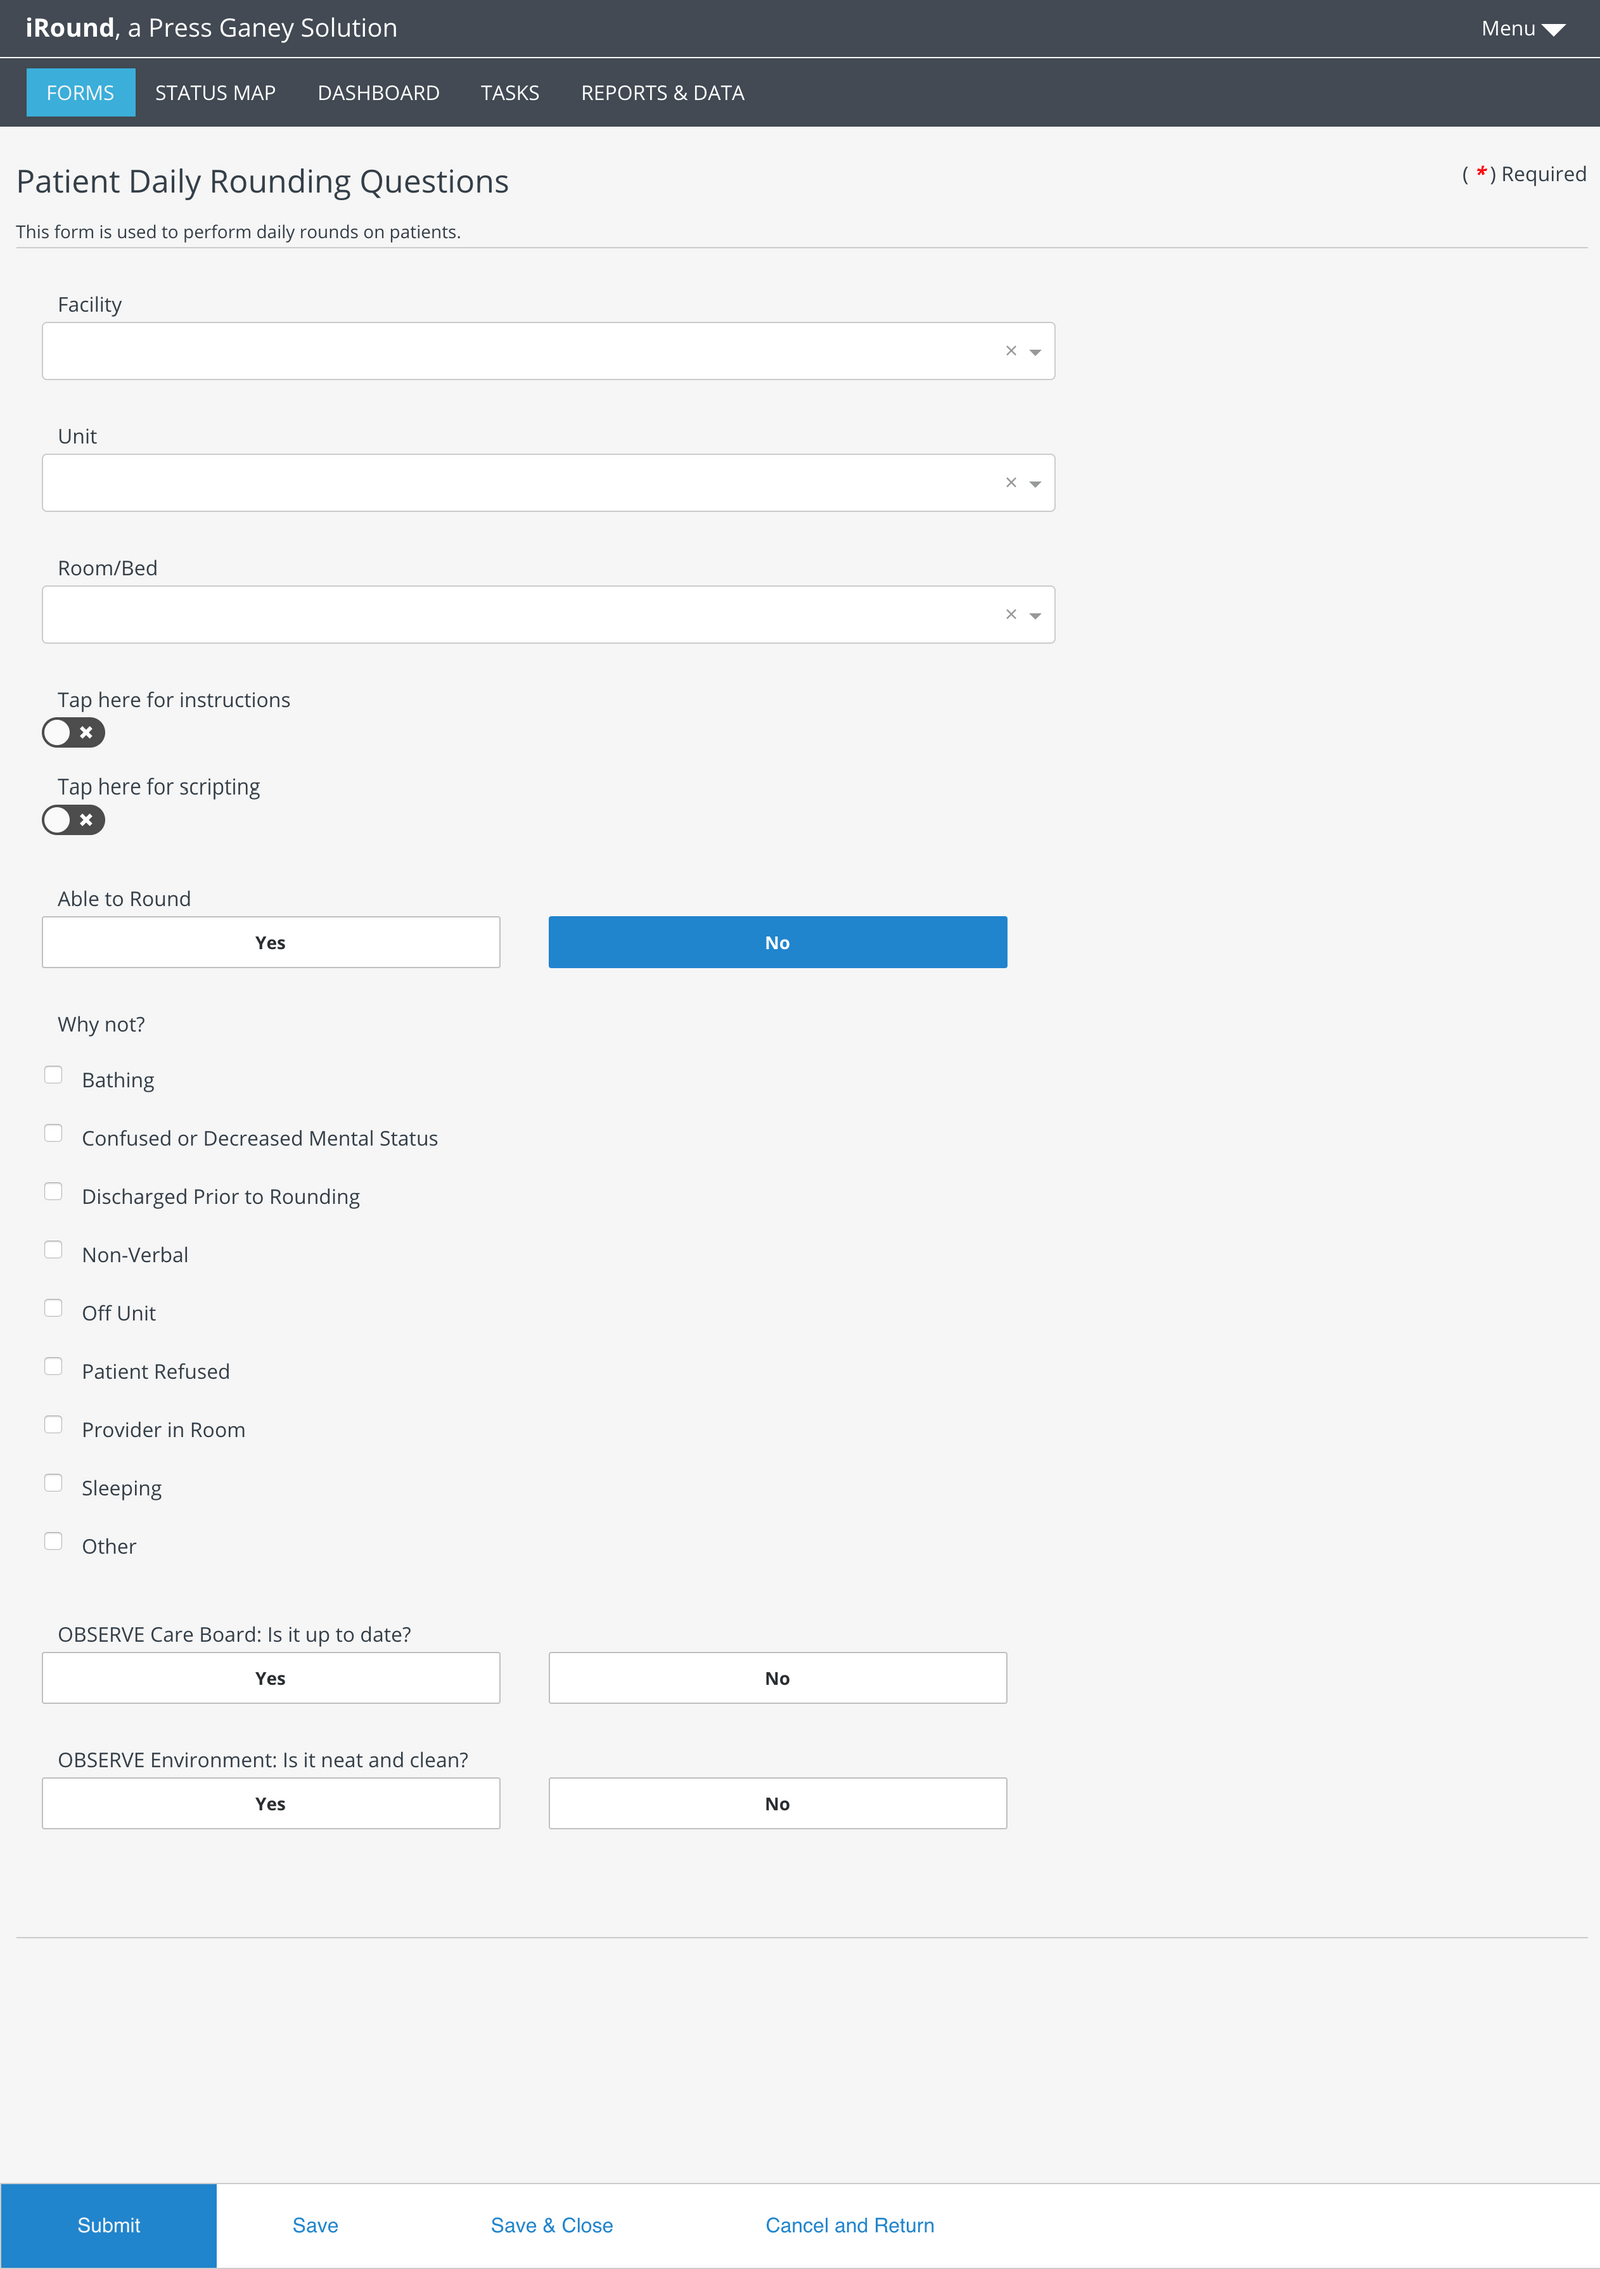 iRound, a Press Ganey Solution
Menu
FORMS STATUS MAP DASHBOARD TASKS REPORTS & DATA
Patient Daily Rounding Questions
( *) Required
This form is used to perform daily rounds on patients.
Facility
Unit
Room/Bed
Tap here for instructions
Tap here for scripting
Able to Round
Yes No
Why not?
Bathing
Confused or Decreased Mental Status
Discharged Prior to Rounding
Non-Verbal
Off Unit
Patient Refused
Provider in Room
Sleeping
Other
OBSERVE Care Board: Is it up to date?
Yes No
OBSERVE Environment: Is it neat and clean?
Yes No
Submit Save Save & Close Cancel and Return